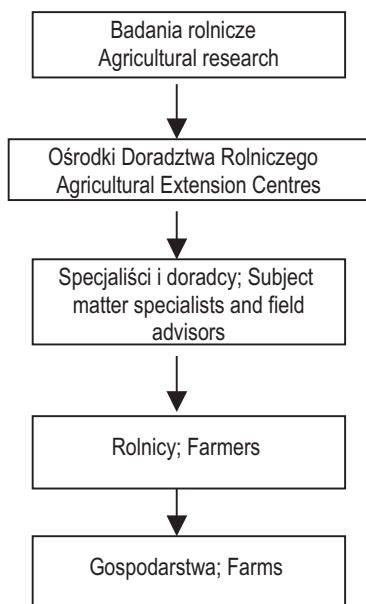 Badania rolnicze
Agricultural research
Ośrodki Doradztwa Rolniczego
Agricultural Extension Centres
Specjaliści i doradcy; Subject
matter specialists and field
advisors
Rolnicy; Farmers
Gospodarstwa; Farms